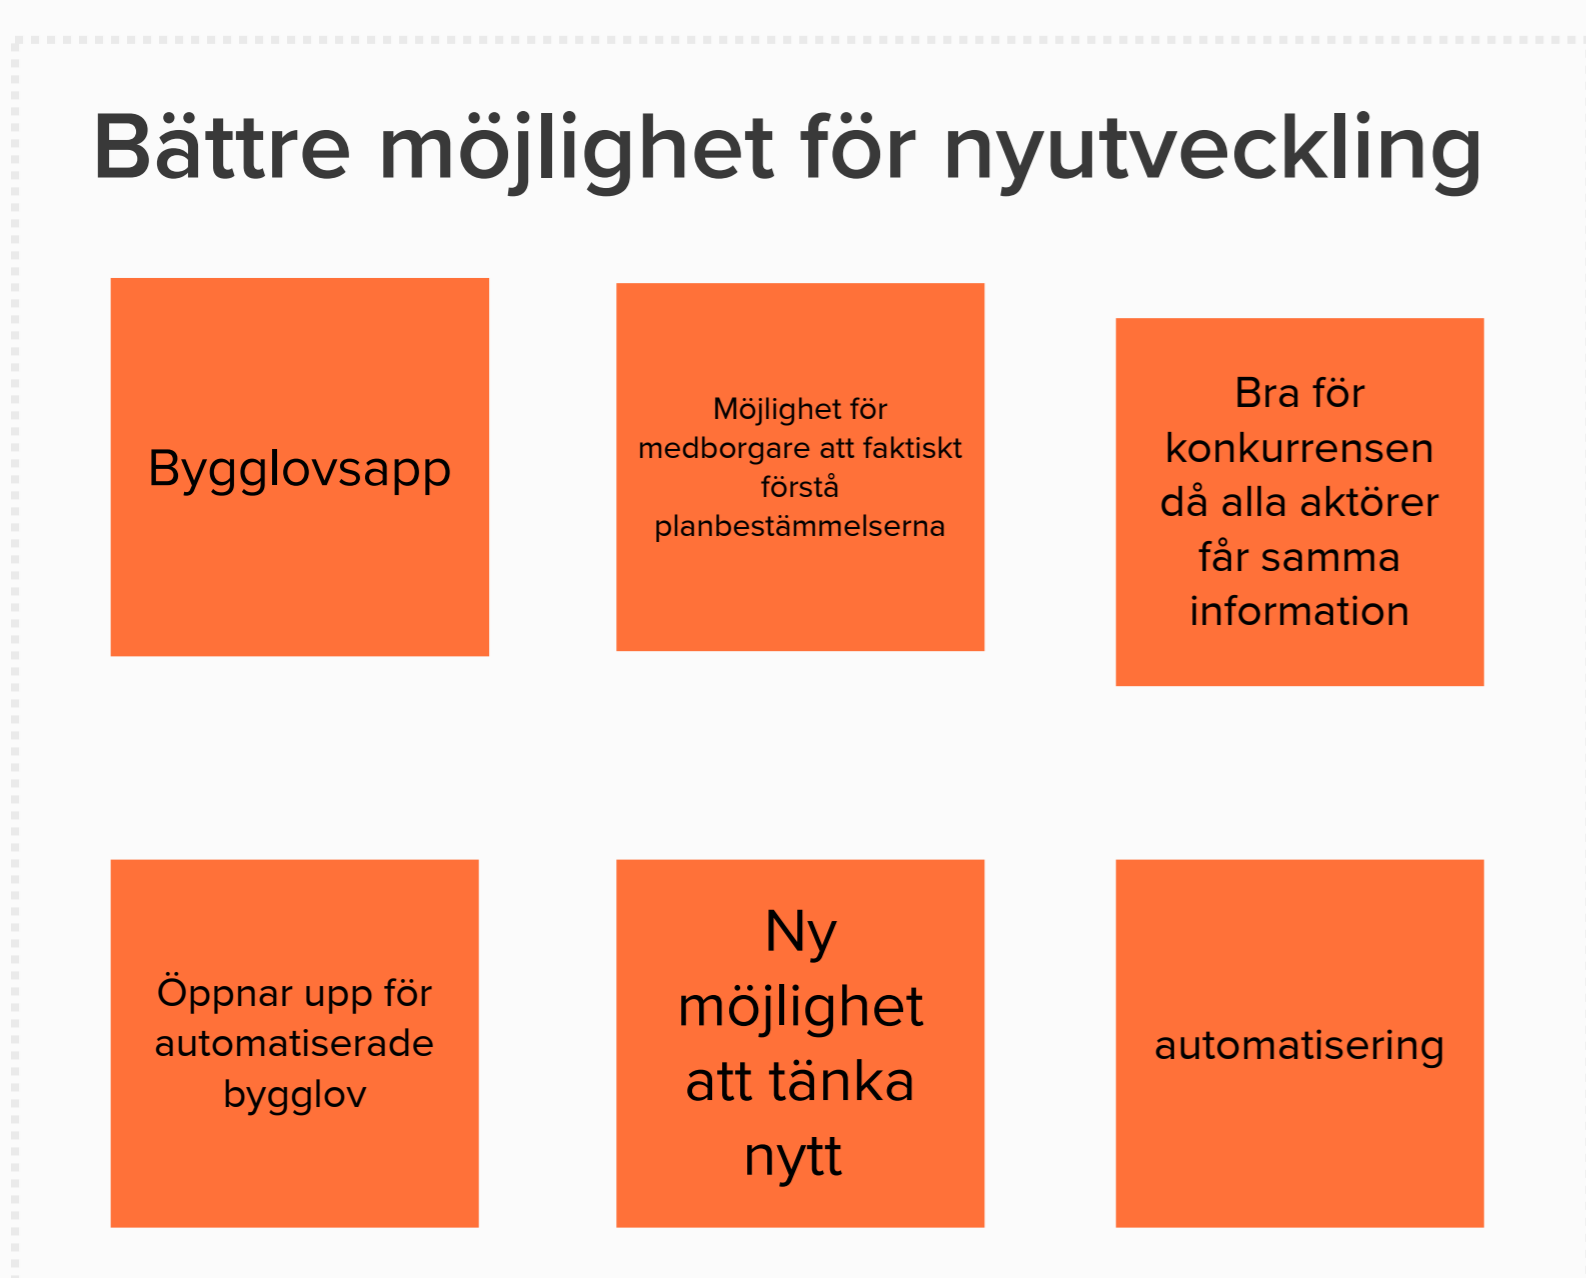 Bättre möjlighet för nyutveckling
Bygglovsapp
Möjlighet för
medborgare att faktiskt
förstå
planbestämmelserna
Bra för
konkurrensen
då alla aktörer
får samma
information
Öppnar upp för
automatiserade
bygglov
Ny
möjlighet
att tänka
nytt
automatisering